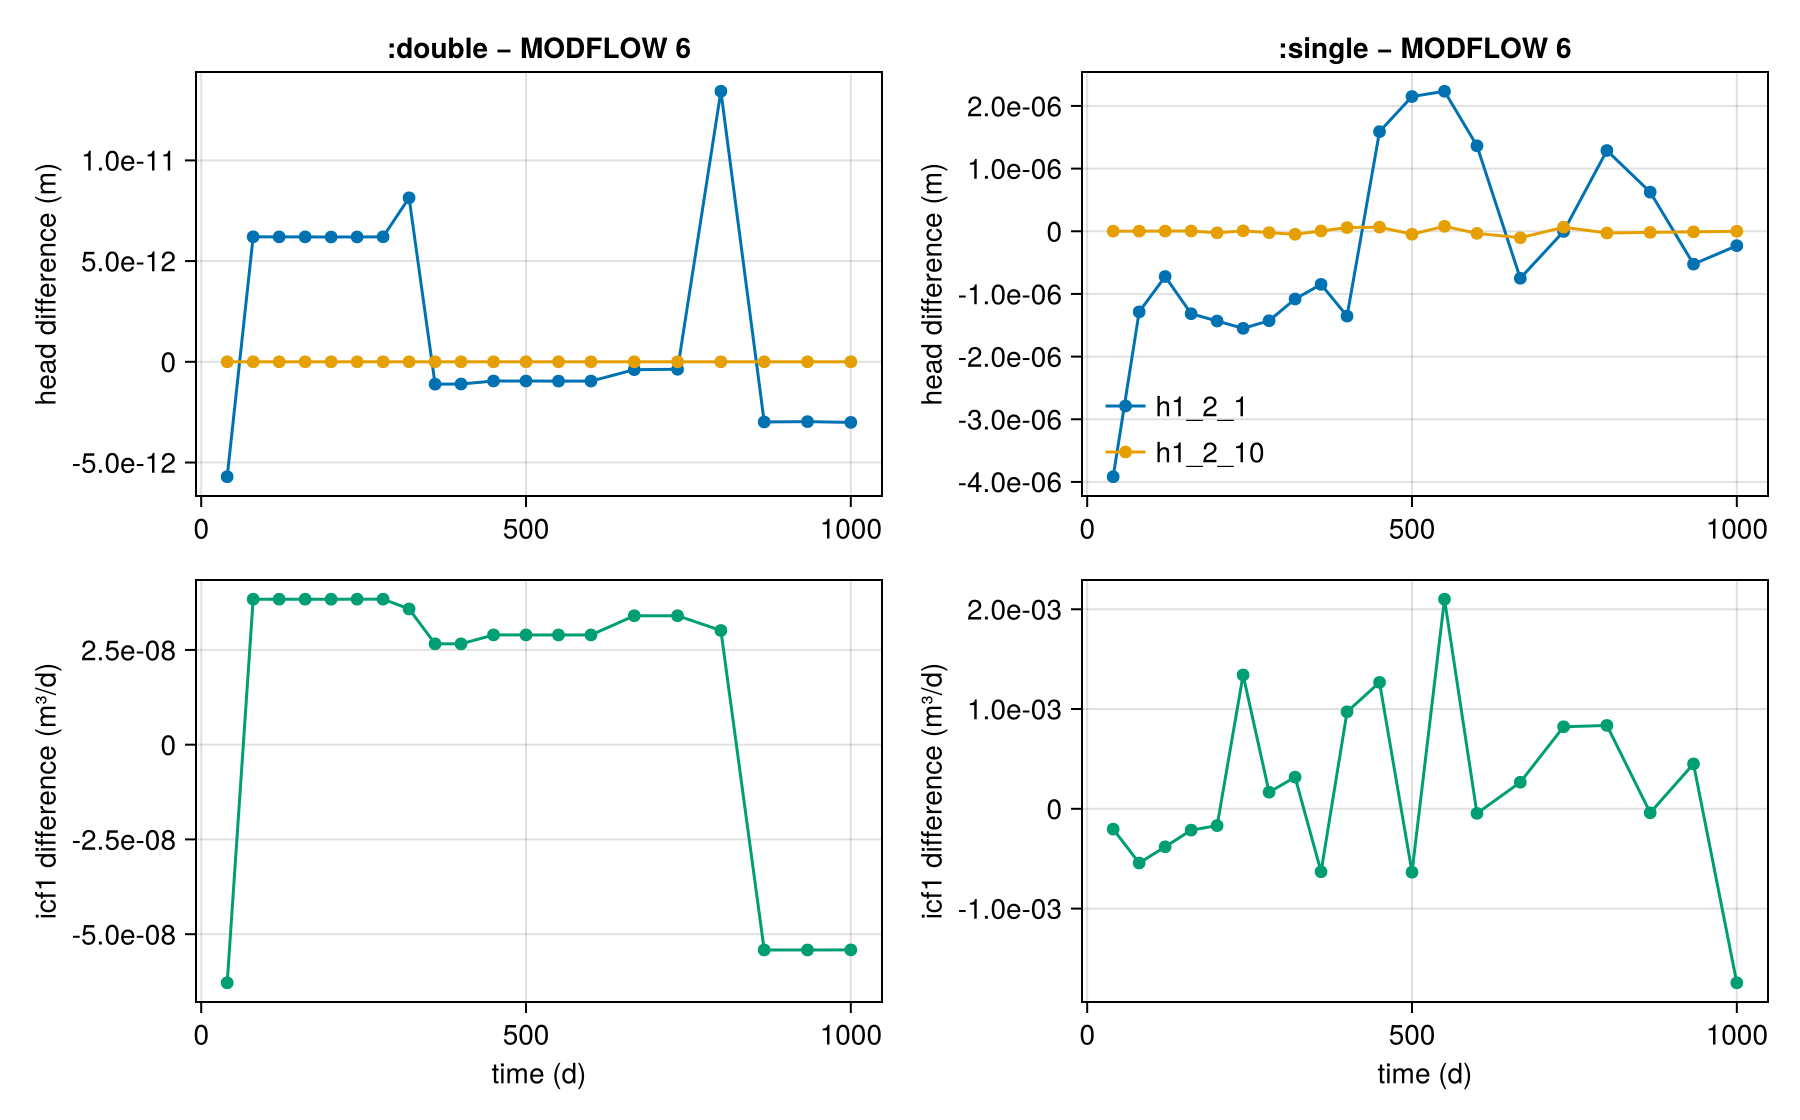 :double – MODFLOW 6
:single – MODFLOW 6
head difference (m)
1.0e-11
5.0e-12
0
-5.0e-12
0
500
1000
head difference (m)
2.0e-06
1.0e-06
0
-1.0e-06
-2.0e-06
-3.0e-06
-4.0e-06
h1_2_1
h1_2_10
0
500
1000
icf1 difference (m³/d)
2.5e-08
0
-2.5e-08
-5.0e-08
0
500
1000
time (d)
icf1 difference (m³/d)
2.0e-03
1.0e-03
0
-1.0e-03
0
500
1000
time (d)